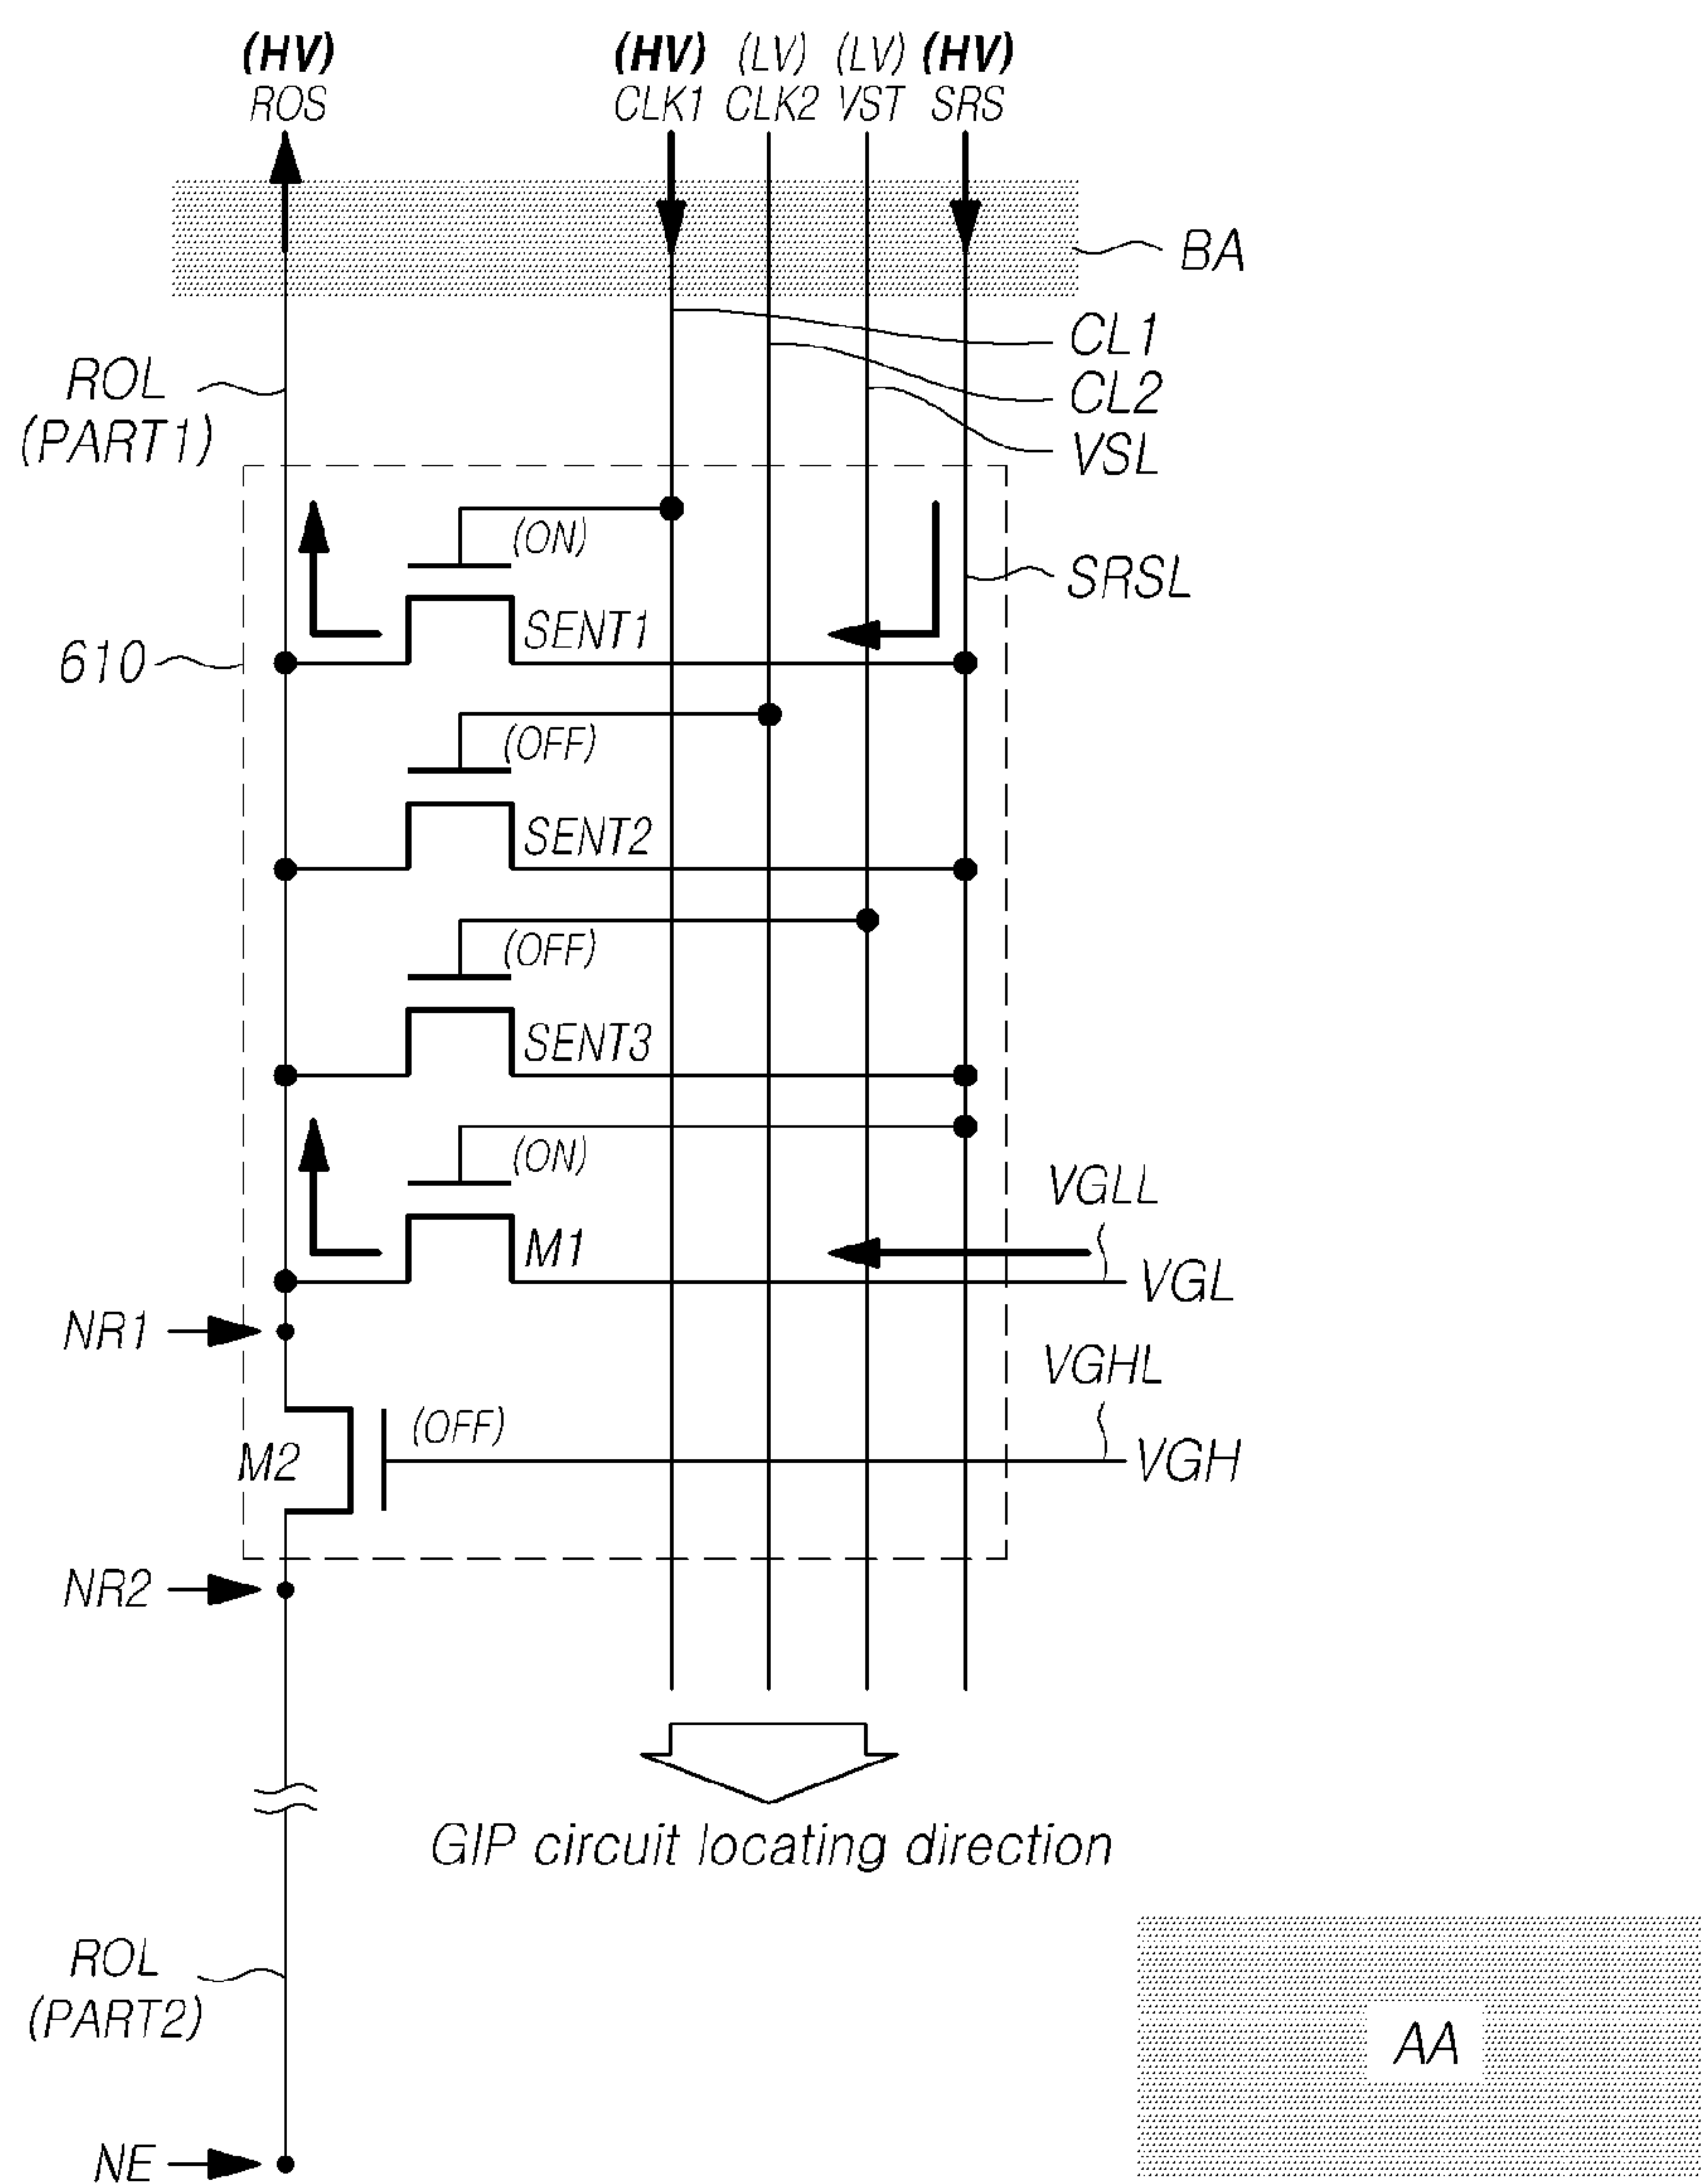 (HV) (HV) (LV) (LV) (HV)
ROS CLK1 CLK2 VST SRS
BA
CL1
ROL
(PART1)
CL2
VSL
(ON)
SRSL
SENT1
610
(OFF)
SENT2
(OFF)
SENT3
(ON)
VGLL
M1
VGL
NR1
VGHL
(OFF)
M2
VGH
NR2
GIP circuit locating direction
ROL
(PART2)
AA
NE